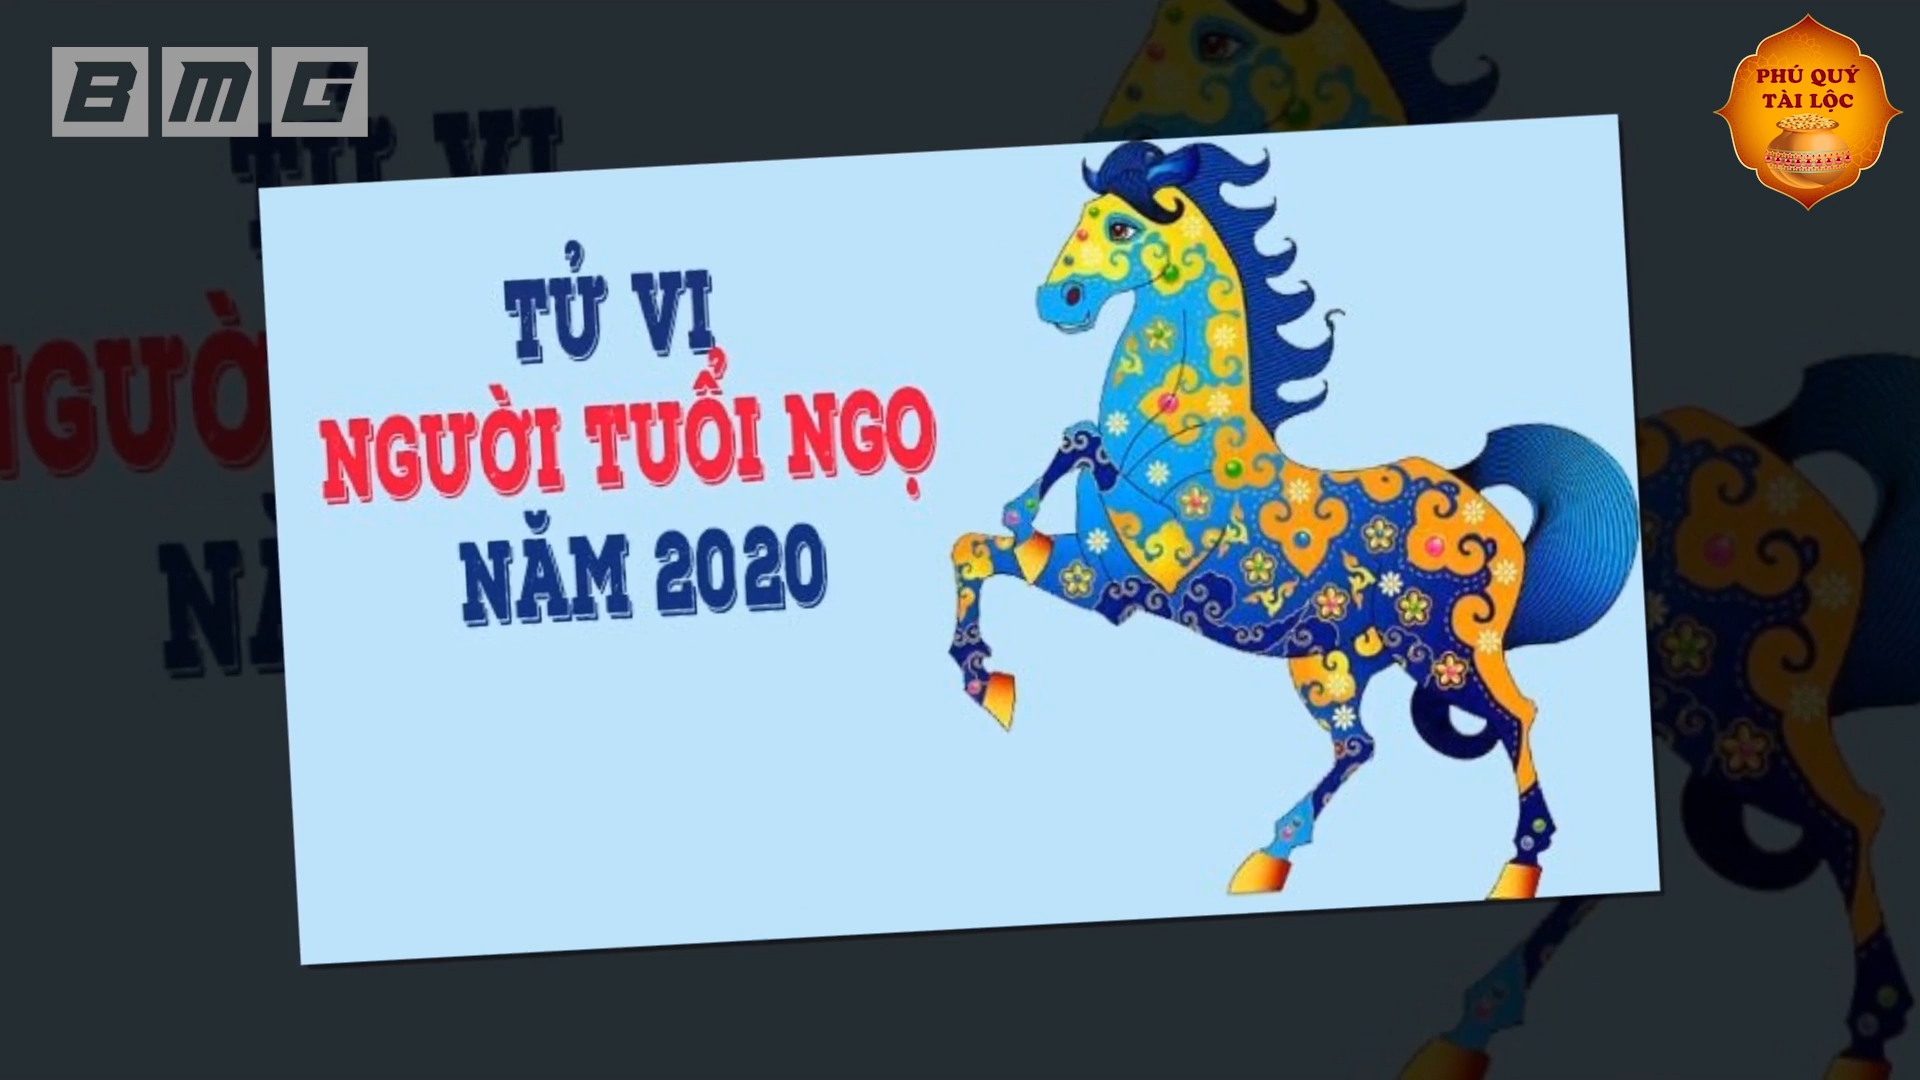 BMG
PHÚ QUÝ
TÀI LỘC
TỬ VI
NGƯỜI TUỔI NGỌ
NĂM 2020